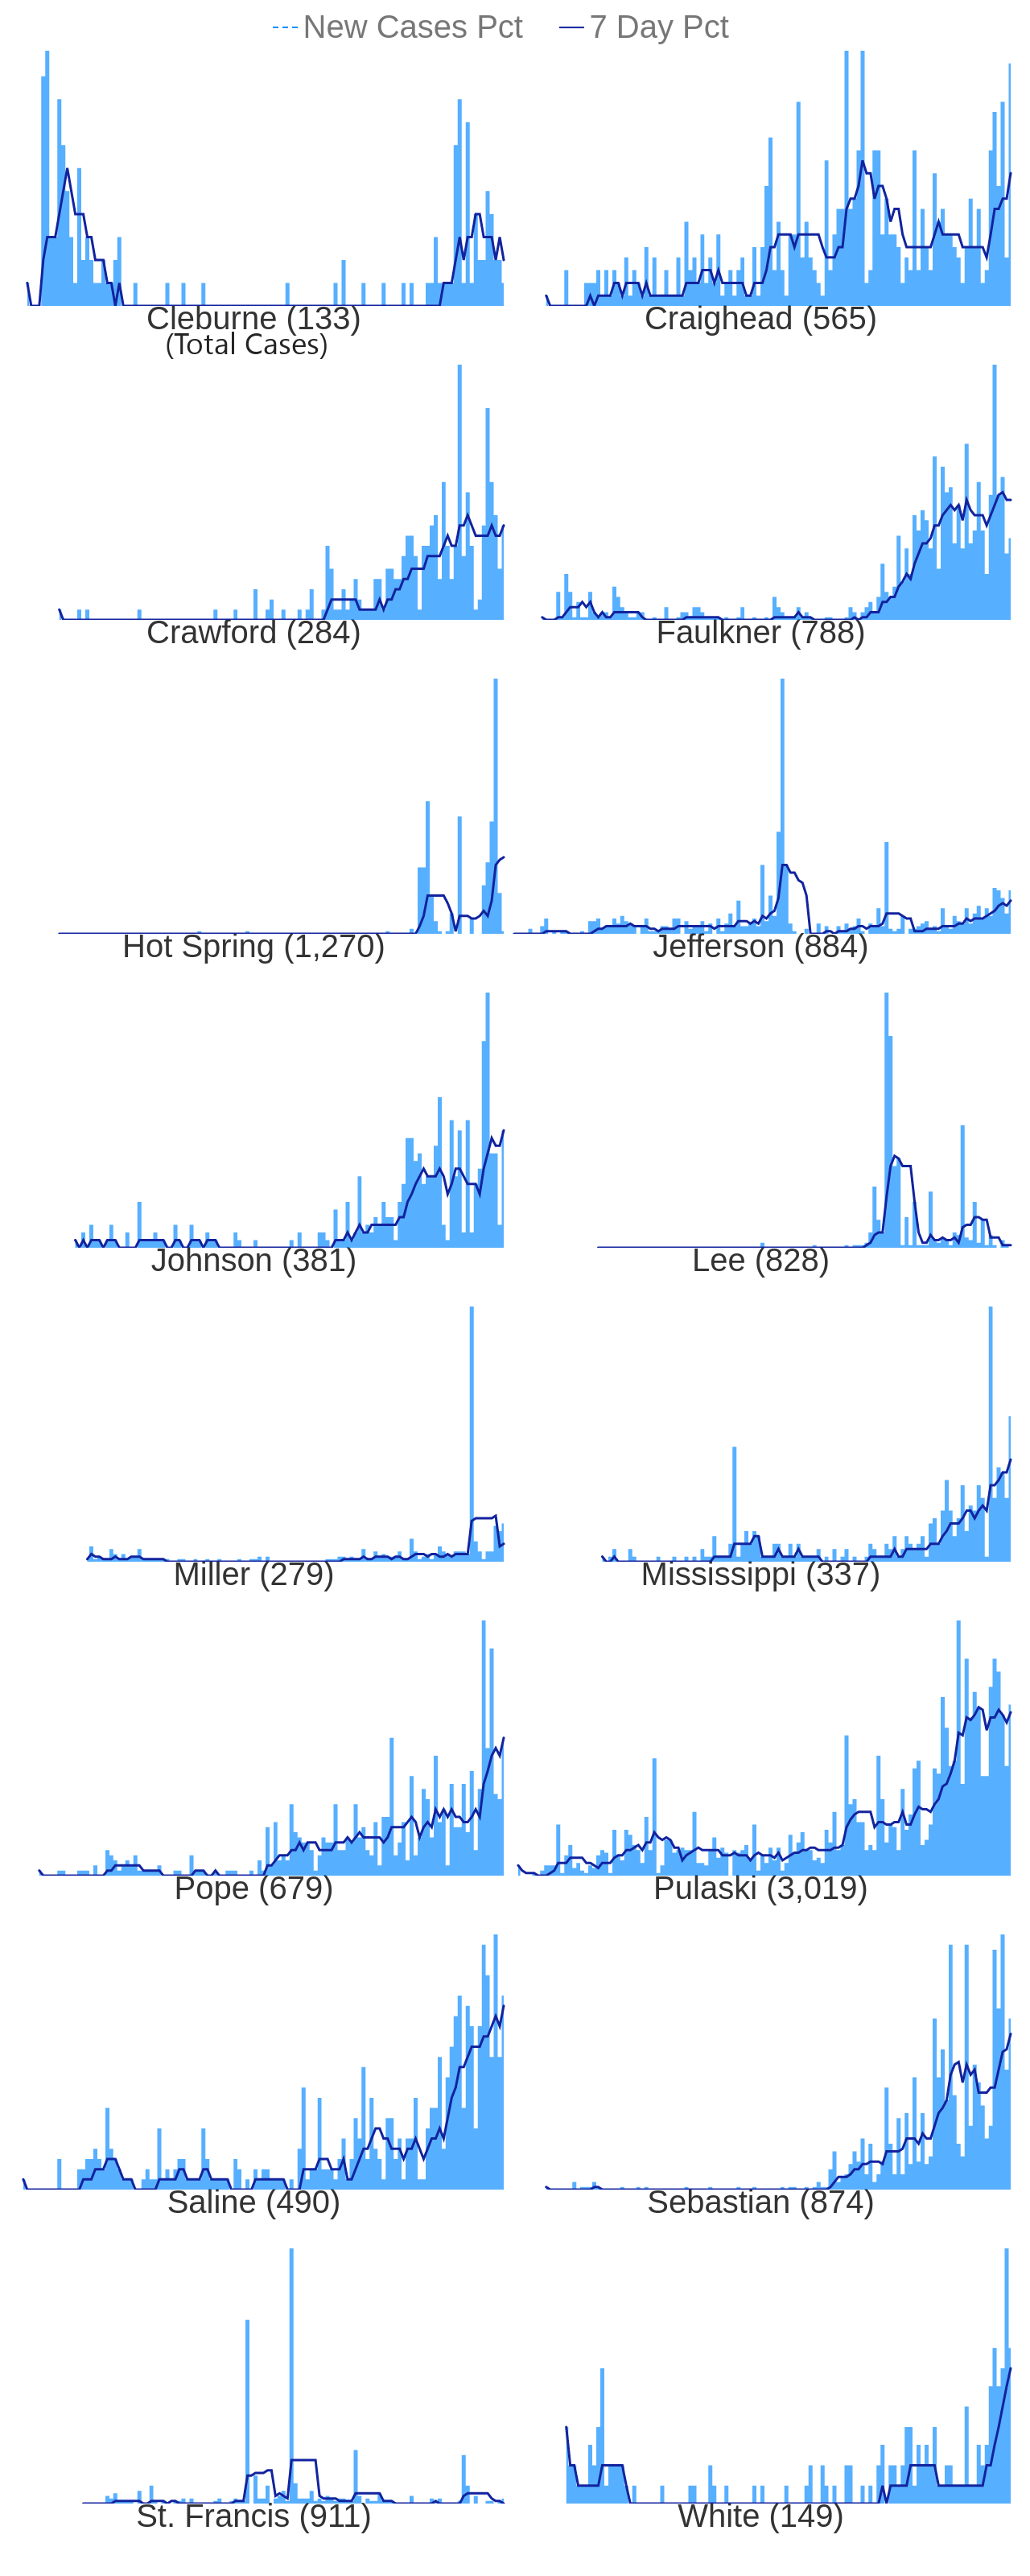 New Cases Pct 7 Day Pct
Cleburne (133) Craighead (565)
(Total Cases)
Crawford (284) Faulkner (788)
Hot Spring (1,270) Jefferson (884)
Johnson (381) Lee (828)
Miller (279) Mississippi (337)
Pope (679) Pulaski (3,019)
Saline (490) Sebastian (874)
St. Francis (911) White (149)